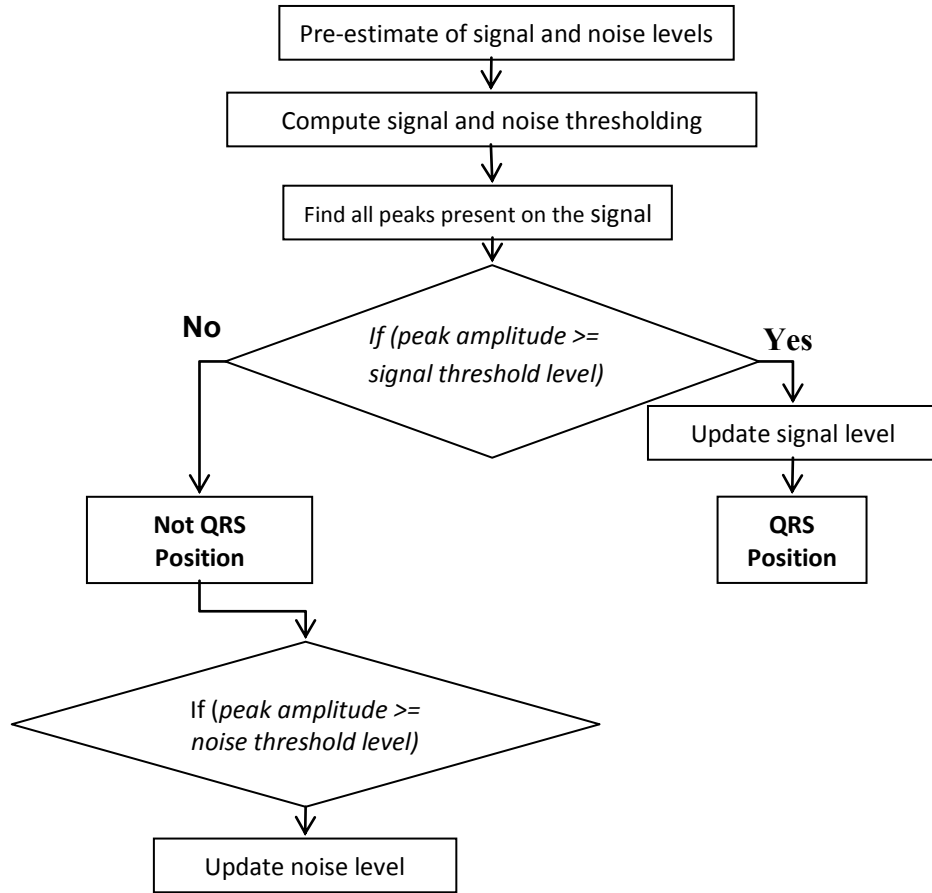 Pre-estimate of signal and noise levels
Compute signal and noise thresholding
Find all peaks present on the signal
No
If (peak amplitude >=
signal threshold level)
Yes
Update signal level
Not QRS
Position
QRS
Position
If (peak amplitude >=
noise threshold level)
Update noise level